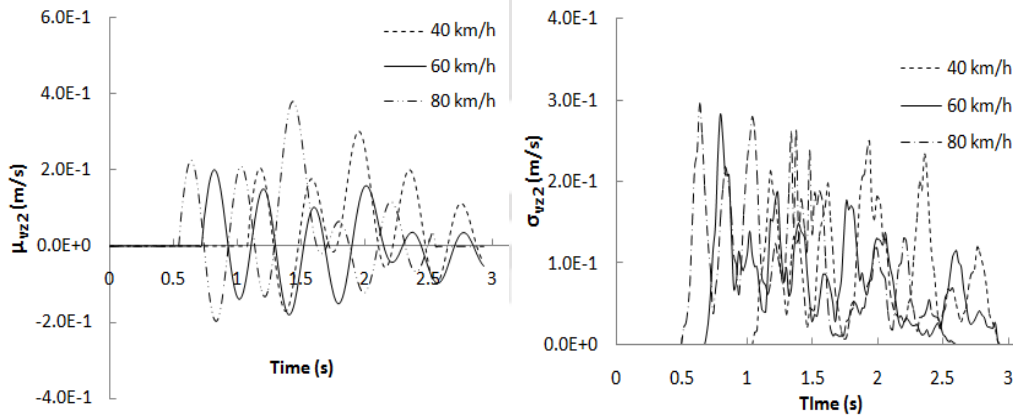 6.0E-1
4.0E-1
2.0E-1
0.0E+0
-2.0E-1
-4.0E-1
μvz2 (m/s)
0 0.5 1 1.5 2 2.5 3
Time (s)
40 km/h
60 km/h
80 km/h
4.0E-1
3.0E-1
2.0E-1
1.0E-1
0.0E+0
σvz2 (m/s)
0 0.5 1 1.5 2 2.5 3
TIme (s)
40 km/h
60 km/h
80 km/h